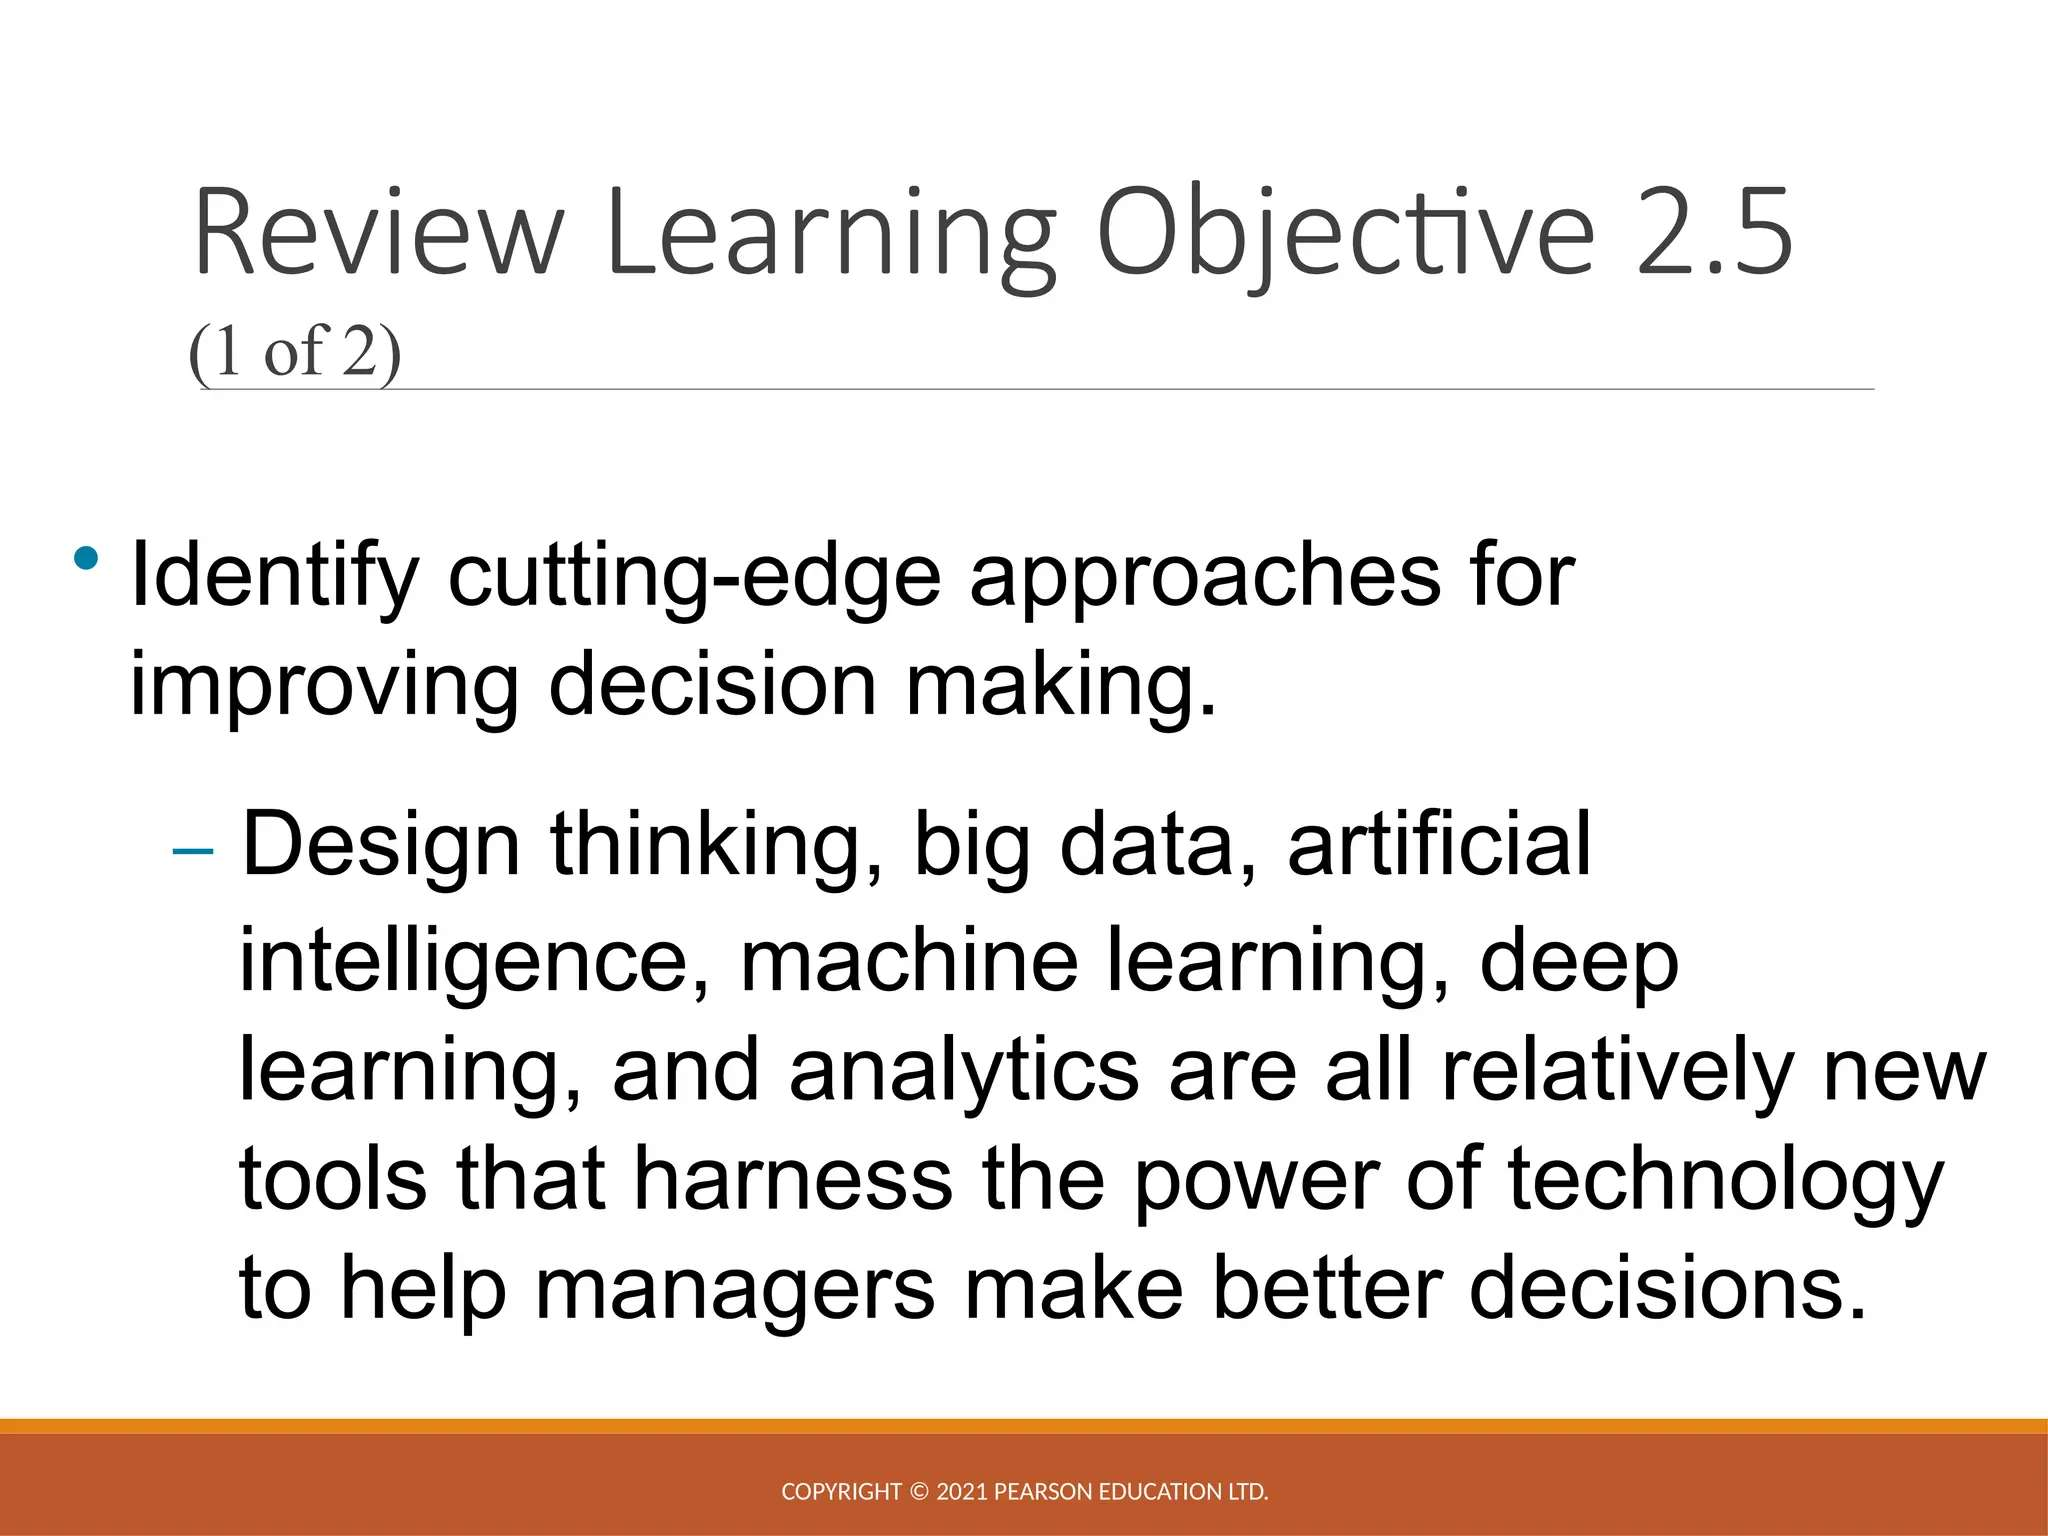 Review Learning Objective 2.5
(1 of 2)
• Identify cutting-edge approaches for
improving decision making.
– Design thinking, big data, artificial
intelligence, machine learning, deep
learning, and analytics are all relatively new
tools that harness the power of technology
to help managers make better decisions.
COPYRIGHT © 2021 PEARSON EDUCATION LTD.